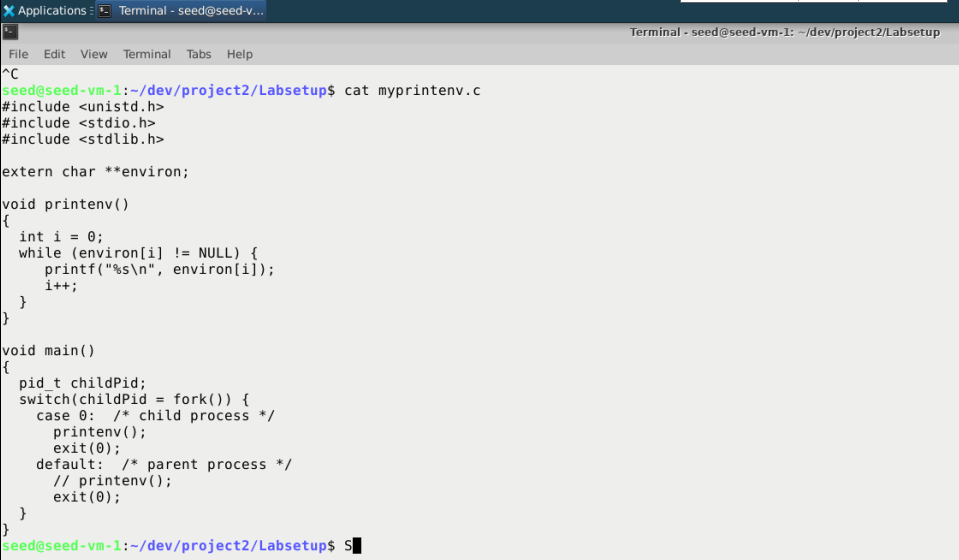 Applications
Terminal - seed@seed-v...
Terminal - seed@seed-vm-1: ~/dev/project2/Labsetup
File Edit View Terminal Tabs Help
^C
seed@seed-vm-1:~/dev/project2/Labsetup$ cat myprintenv.c
#include <unistd.h>
#include <stdio.h>
#include <stdlib.h>

extern char **environ;

void printenv()
{
  int i = 0;
  while (environ[i] != NULL) {
     printf("%s\n", environ[i]);
     i++;
  }
}

void main()
{
  pid_t childPid;
  switch(childPid = fork()) {
    case 0:  /* child process */
      printenv();
      exit(0);
    default:  /* parent process */
      // printenv();
      exit(0);
  }
}
seed@seed-vm-1:~/dev/project2/Labsetup$ S